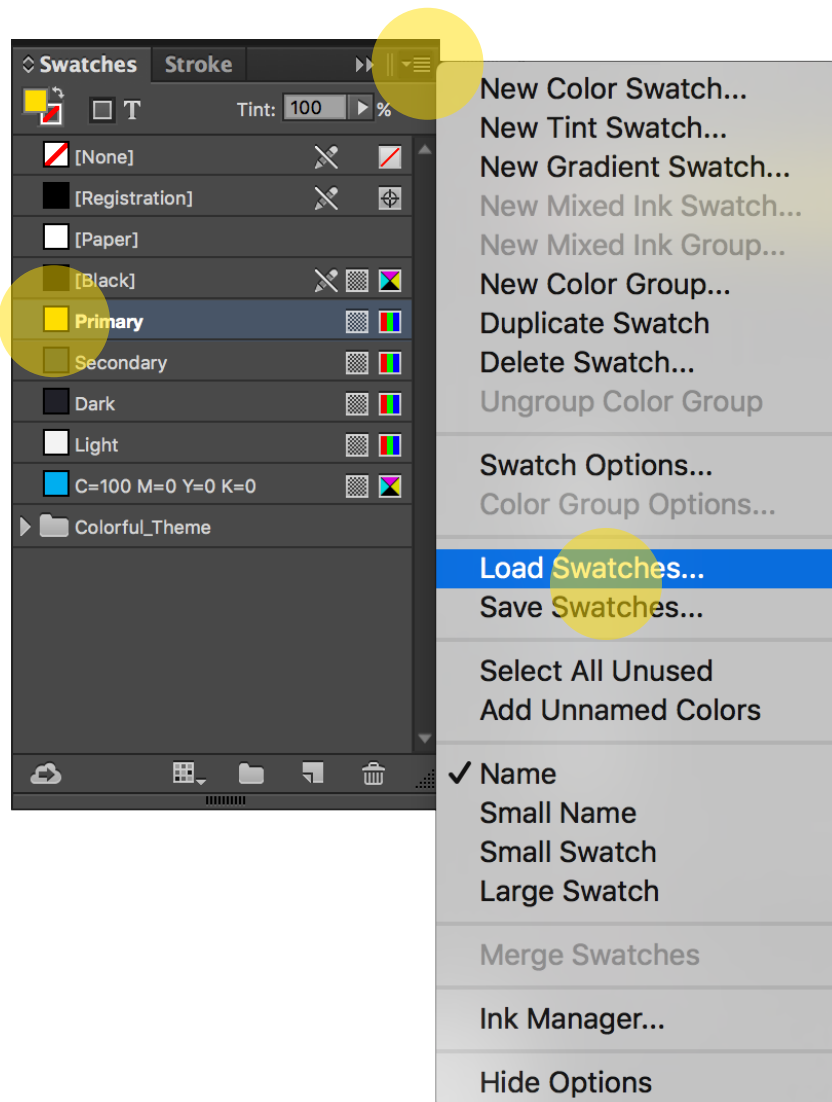 Swatches Stroke
T Tint: 100 %
[None]
[Registration]
[Paper]
[Black]
Primary
Secondary
Dark
Light
C=100 M=0 Y=0 K=0
Colorful_Theme
New Color Swatch...
New Tint Swatch...
New Gradient Swatch...
New Mixed Ink Swatch...
New Mixed Ink Group...
New Color Group...
Duplicate Swatch
Delete Swatch...
Ungroup Color Group
Swatch Options...
Color Group Options...
Load Swatches...
Save Swatches...
Select All Unused
Add Unnamed Colors
Name
Small Name
Small Swatch
Large Swatch
Merge Swatches
Ink Manager...
Hide Options